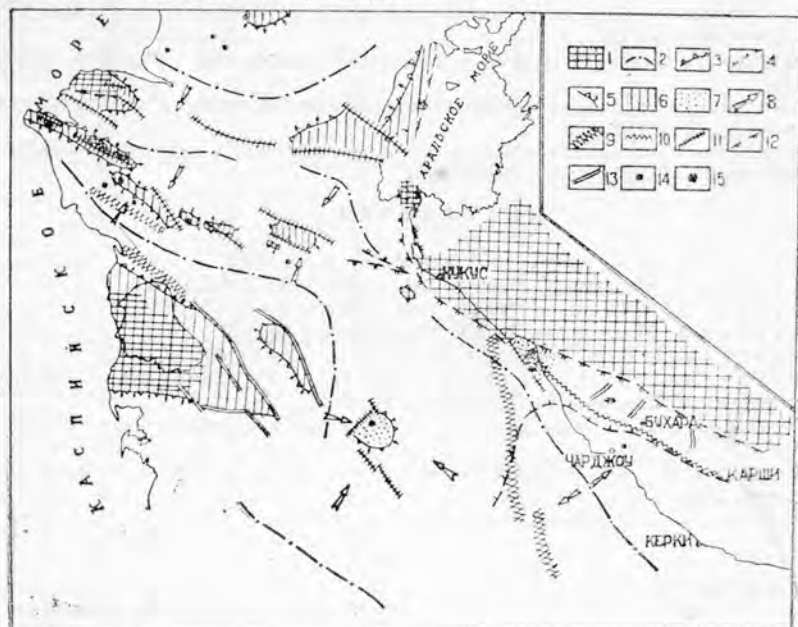 КАСПИЙСКОЕ МОРЕ
АРАЛЬСКОЕ МОРЕ
1 2 3 4
5 6 7 8
9 10 11 12
13 14 15
НУКУС
БУХАРА
ЧАРДЖОУ
КАРШИ
КЕРКИ